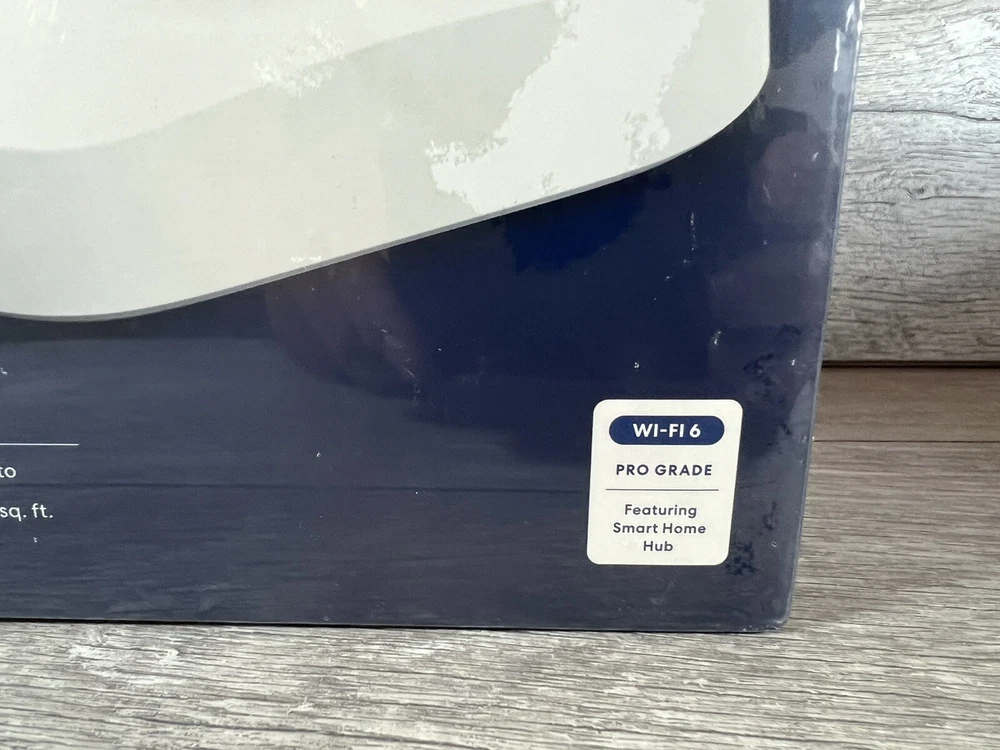 to
sq. ft.
WI-FI 6
PRO GRADE
Featuring
Smart Home
Hub